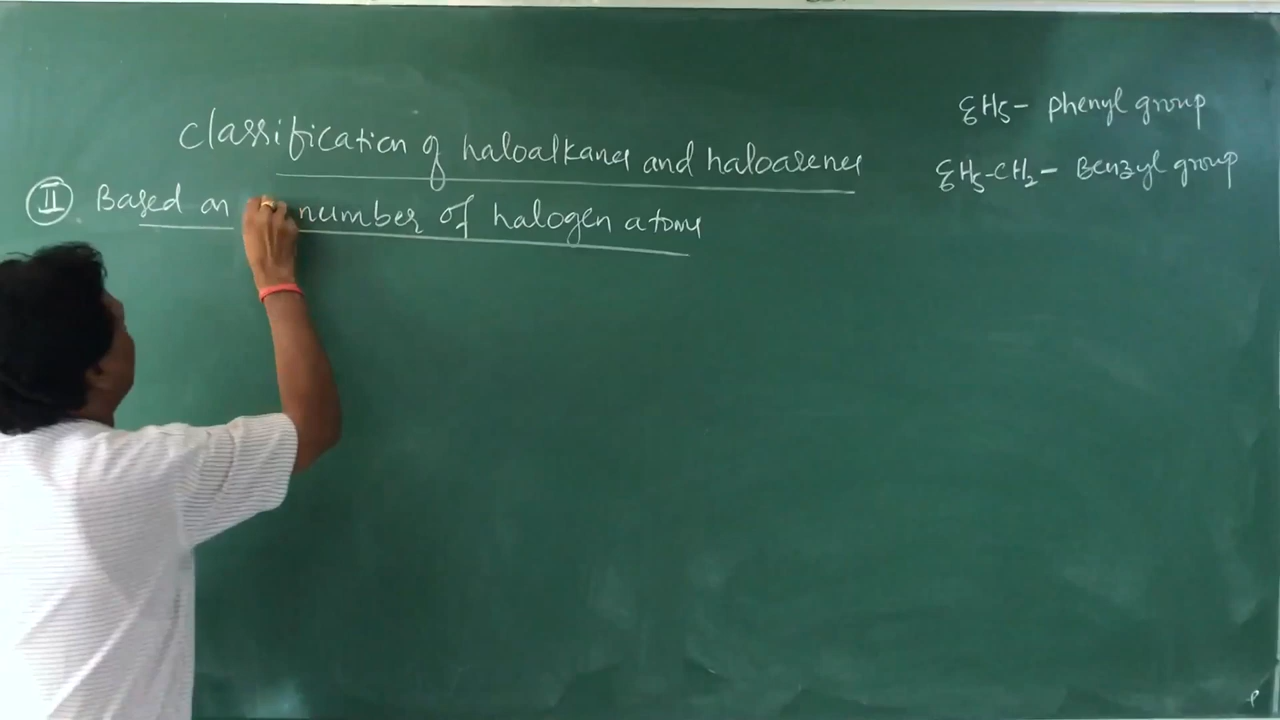 Classification of haloalkanes and haloarenes
II Based on number of halogen atoms
C6H5- phenyl group
C6H5-CH2- Benzyl group